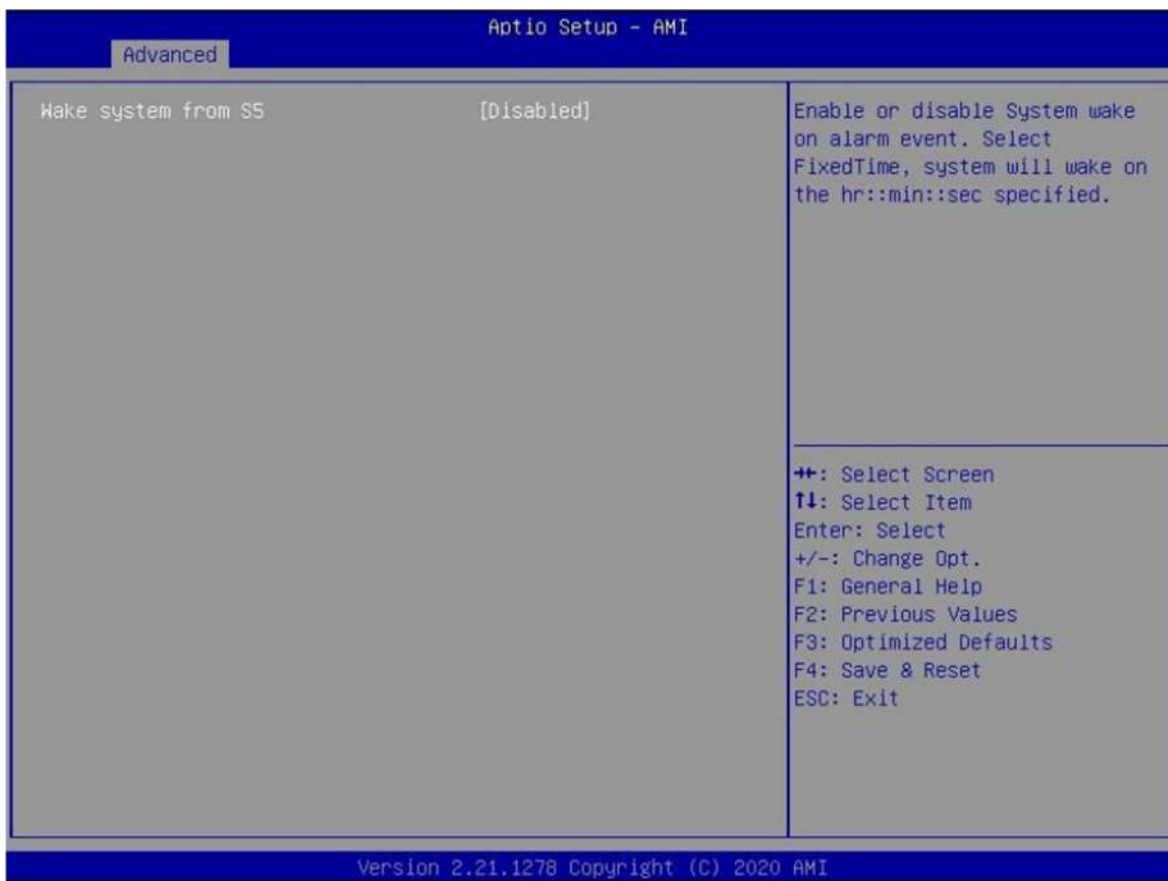 Aptio Setup - AMI
Advanced
Wake system from S5 [Disabled]
Enable or disable System wake
on alarm event. Select
FixedTime, system will wake on
the hr::min::sec specified.
→←: Select Screen
↑↓: Select Item
Enter: Select
+/-: Change Opt.
F1: General Help
F2: Previous Values
F3: Optimized Defaults
F4: Save & Reset
ESC: Exit
Version 2.21.1278 Copyright (C) 2020 AMI